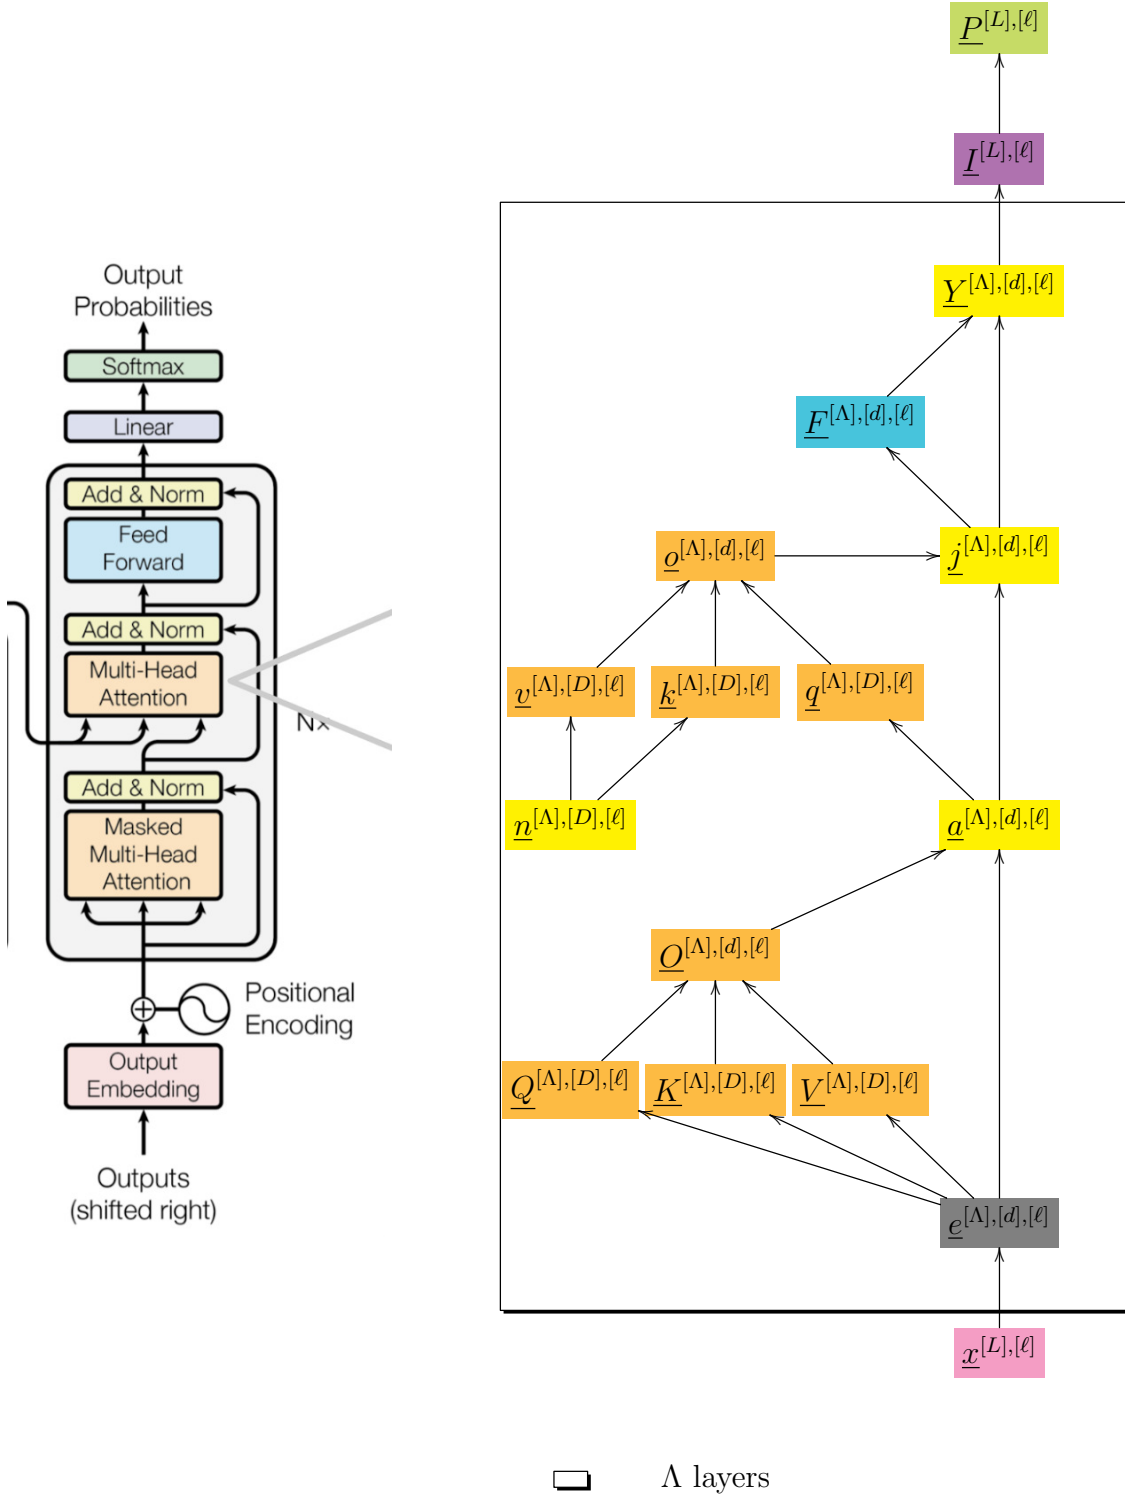 Output
Probabilities
Softmax
Linear
Add & Norm
Feed
Forward
Add & Norm
Multi-Head
Attention
N×
Add & Norm
Masked
Multi-Head
Attention
Positional
Encoding
Output
Embedding
Outputs
(shifted right)
P^{[L],[ℓ]}
I^{[L],[ℓ]}
Y^{[Λ],[d],[ℓ]}
F^{[Λ],[d],[ℓ]}
o^{[Λ],[d],[ℓ]} j^{[Λ],[d],[ℓ]}
v^{[Λ],[D],[ℓ]} k^{[Λ],[D],[ℓ]} q^{[Λ],[D],[ℓ]}
n^{[Λ],[D],[ℓ]} a^{[Λ],[d],[ℓ]}
O^{[Λ],[d],[ℓ]}
Q^{[Λ],[D],[ℓ]} K^{[Λ],[D],[ℓ]} V^{[Λ],[D],[ℓ]}
e^{[Λ],[d],[ℓ]}
x^{[L],[ℓ]}
Λ layers